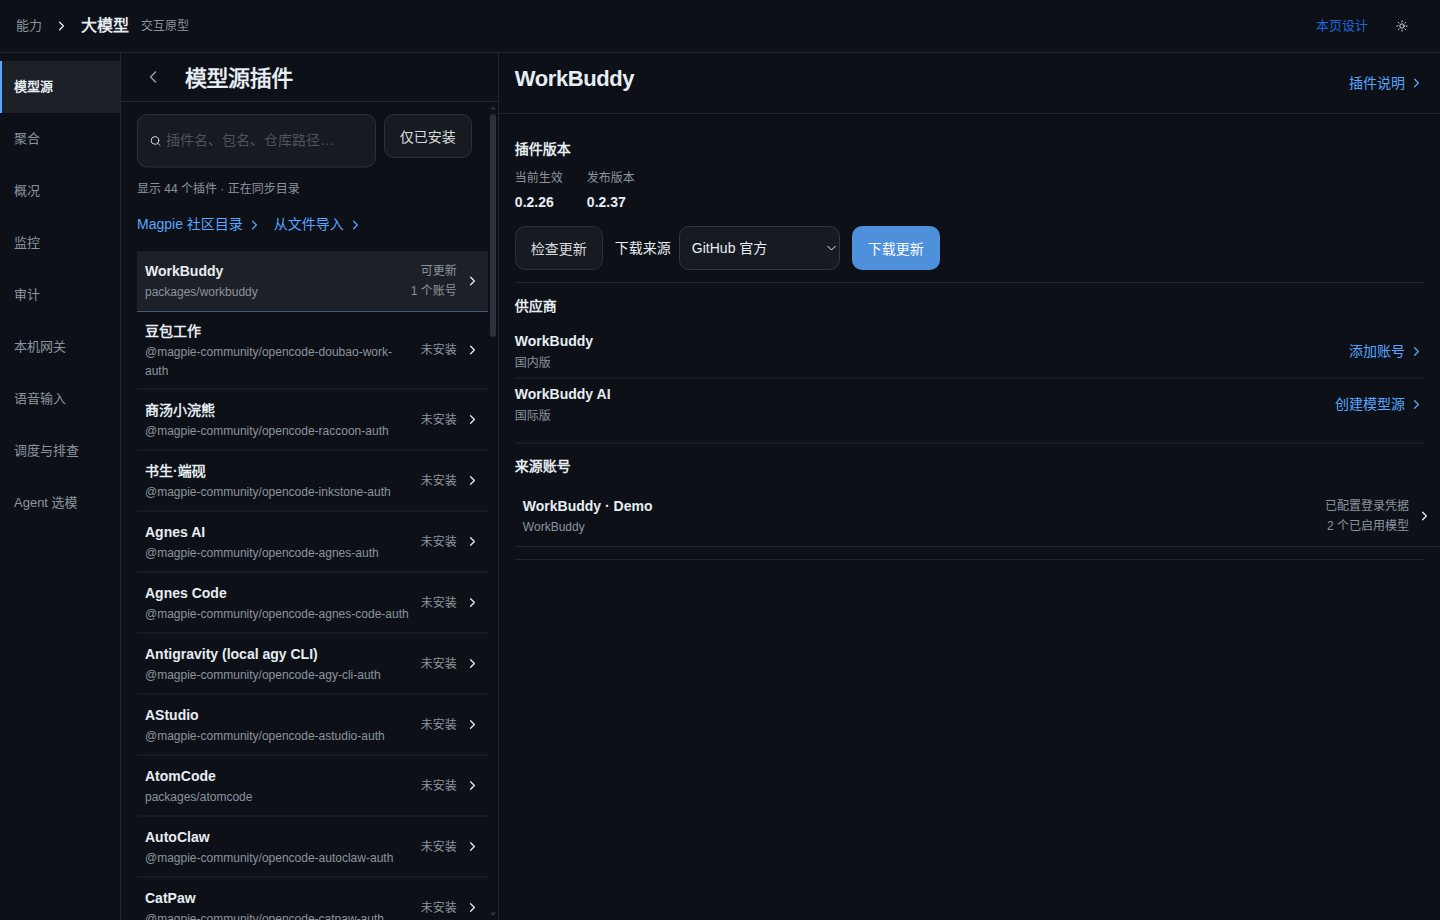 能力
大模型
交互原型
本页设计
模型源
聚合
概况
监控
审计
本机网关
语音输入
调度与排查
Agent 选模
模型源插件
插件名、包名、仓库路径…
仅已安装
显示 44 个插件 · 正在同步目录
Magpie 社区目录
从文件导入
WorkBuddy
packages/workbuddy
可更新
1 个账号
豆包工作
@magpie-community/opencode-doubao-work-
auth
未安装
商汤小浣熊
@magpie-community/opencode-raccoon-auth
未安装
书生·端砚
@magpie-community/opencode-inkstone-auth
未安装
Agnes AI
@magpie-community/opencode-agnes-auth
未安装
Agnes Code
@magpie-community/opencode-agnes-code-auth
未安装
Antigravity (local agy CLI)
@magpie-community/opencode-agy-cli-auth
未安装
AStudio
@magpie-community/opencode-astudio-auth
未安装
AtomCode
packages/atomcode
未安装
AutoClaw
@magpie-community/opencode-autoclaw-auth
未安装
CatPaw
@magpie-community/opencode-catpaw-auth
未安装
WorkBuddy
插件说明
插件版本
当前生效
发布版本
0.2.26
0.2.37
检查更新
下载来源
GitHub 官方
下载更新
供应商
WorkBuddy
国内版
添加账号
WorkBuddy AI
国际版
创建模型源
来源账号
WorkBuddy · Demo
WorkBuddy
已配置登录凭据
2 个已启用模型